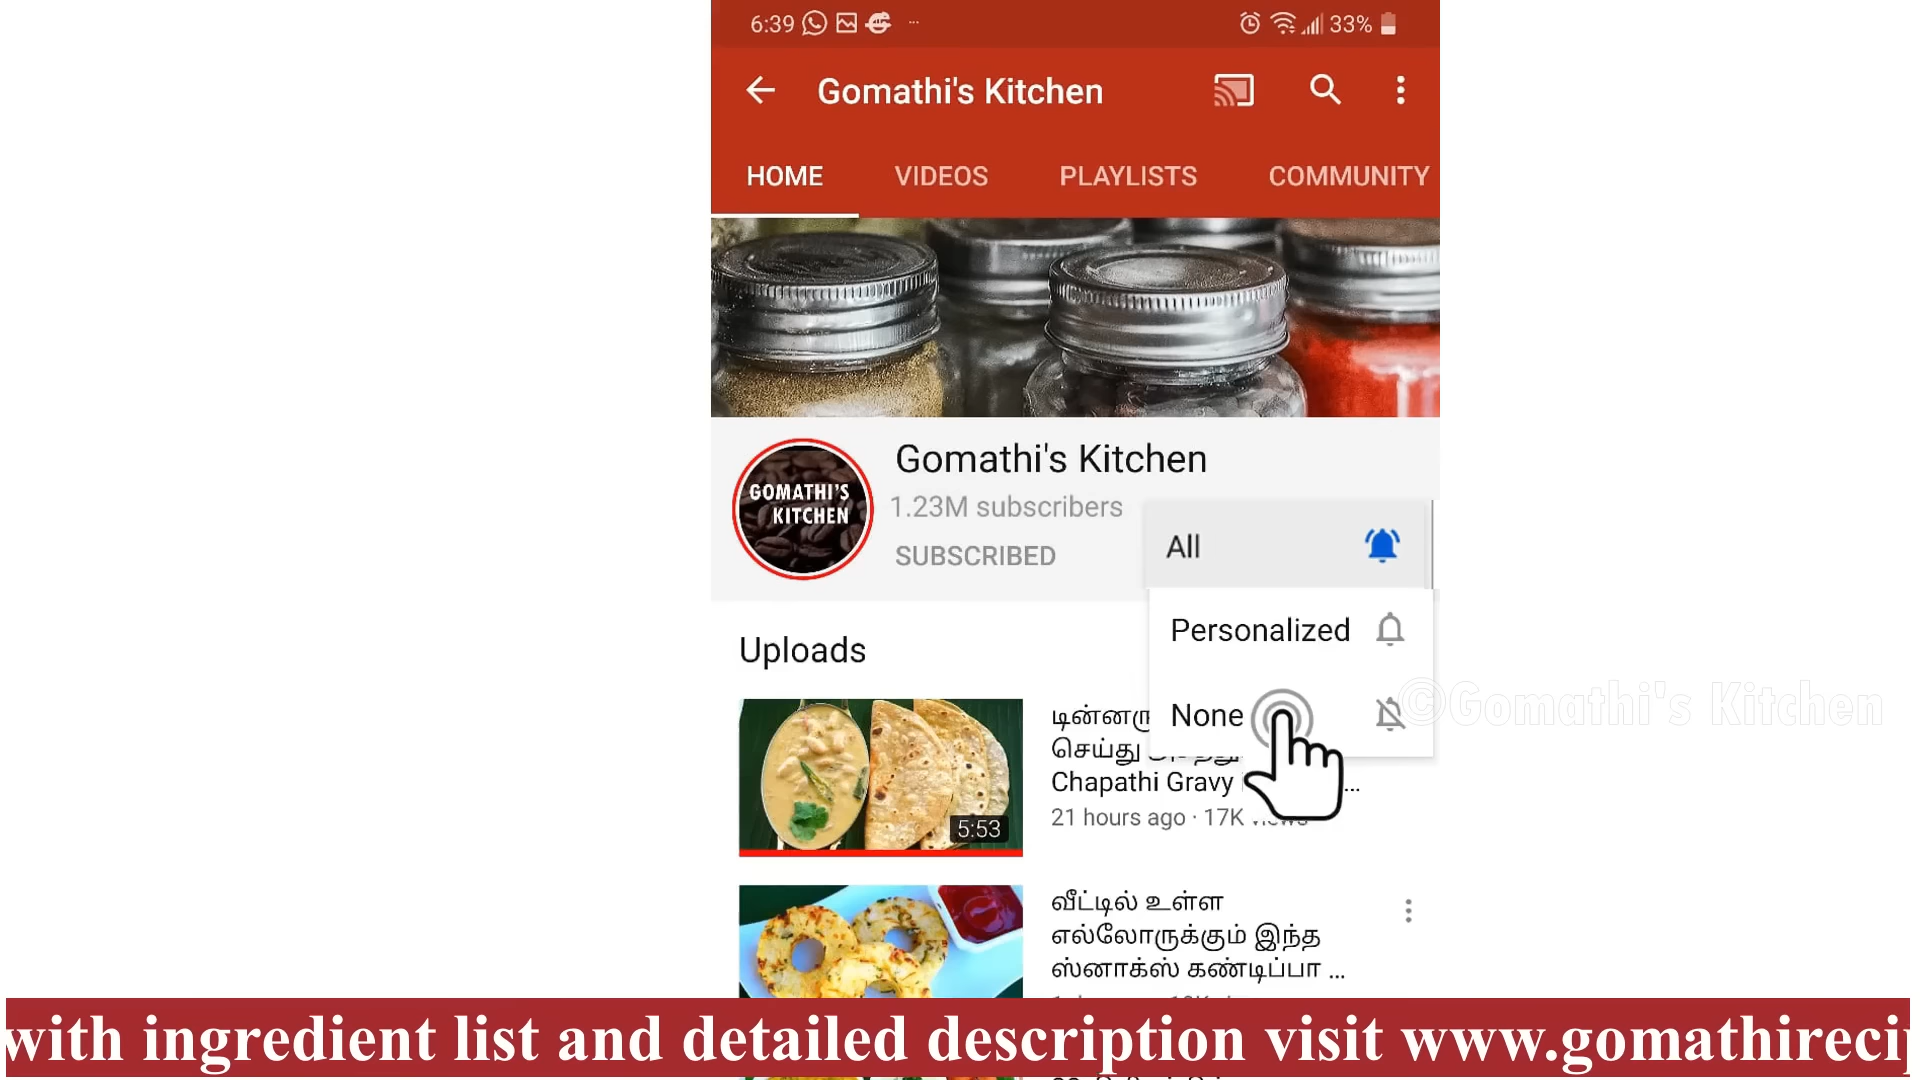 6:39
33%
Gomathi's Kitchen
HOME
VIDEOS
PLAYLISTS
COMMUNITY
GOMATHI'S
KITCHEN
Gomathi's Kitchen
1.23M subscribers
SUBSCRIBED
All
Personalized
None
Uploads
©Gomathi's Kitchen
5:53
செய்து
Chapathi Gravy ...
21 hours ago · 17K views
வீட்டில் உள்ள
எல்லோருக்கும் இந்த
ஸ்னாக்ஸ் கண்டிப்பா ...
with ingredient list and detailed description visit www.gomathireci